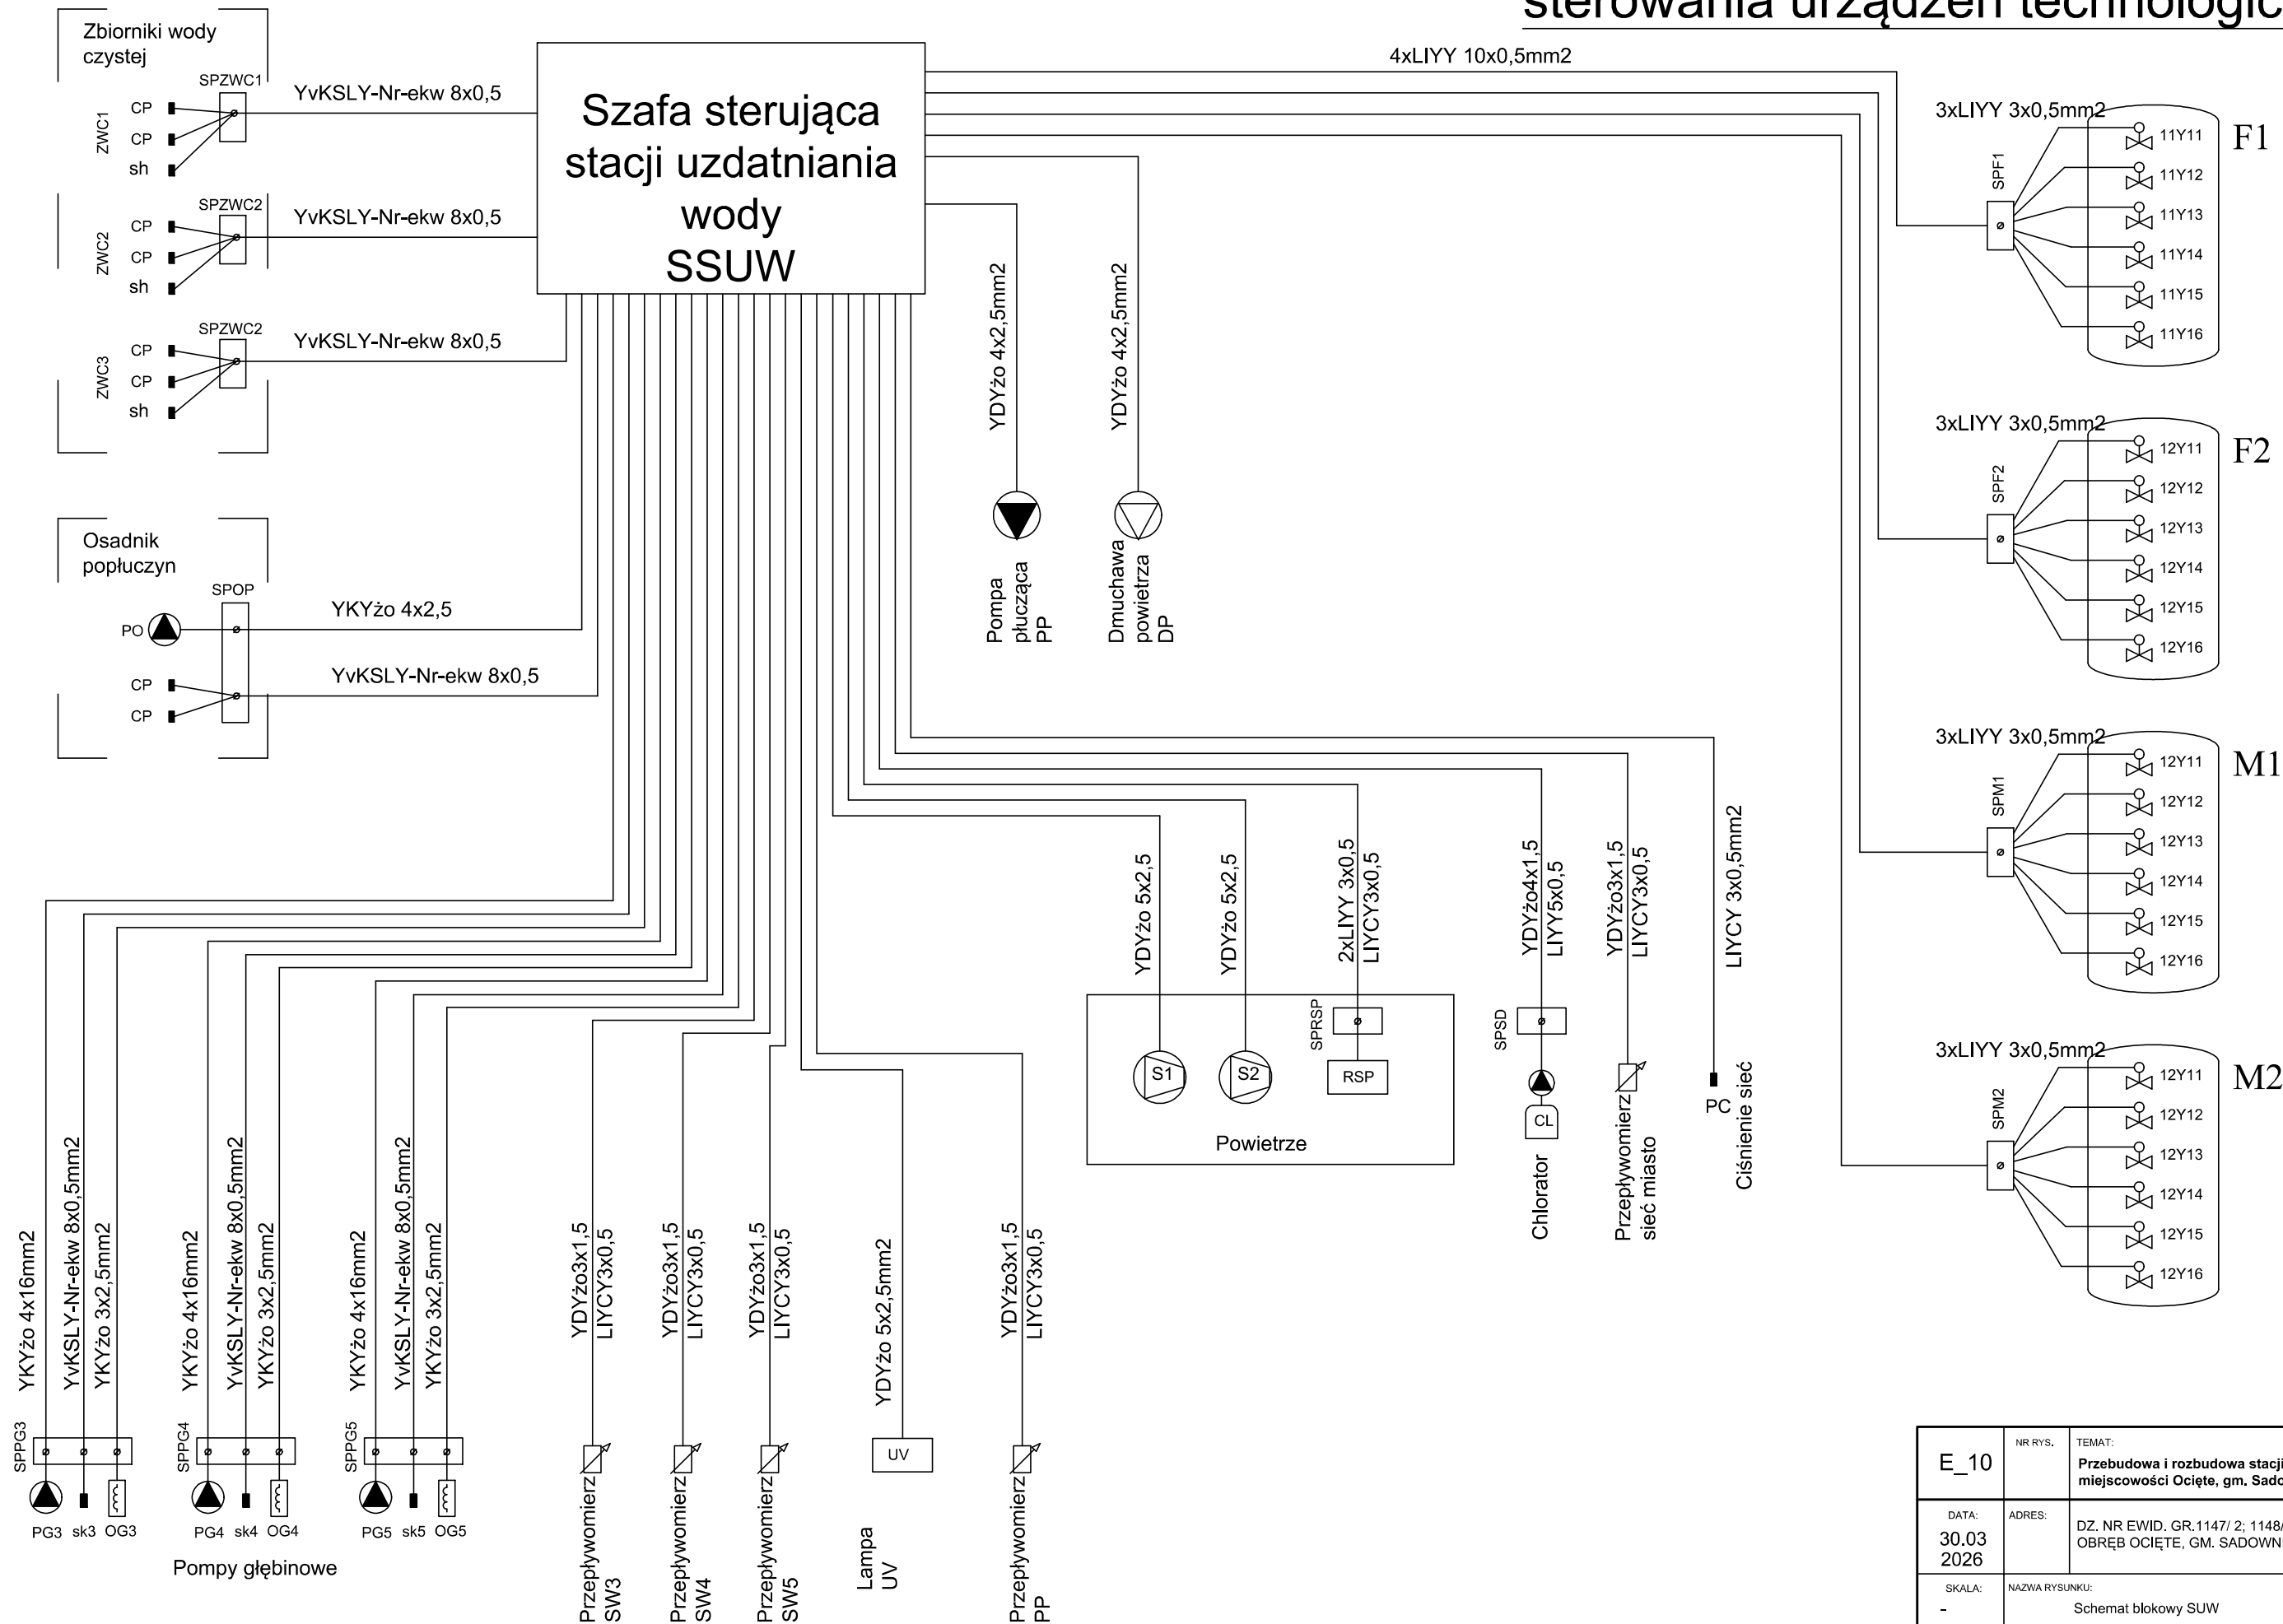 sterowania urządzeń technologic
Zbiorniki wody
czystej
SPZWC1
ZWC1
CP
CP
sh
YvKSLY-Nr-ekw 8x0,5
SPZWC2
ZWC2
CP
CP
sh
YvKSLY-Nr-ekw 8x0,5
SPZWC2
ZWC3
CP
CP
sh
YvKSLY-Nr-ekw 8x0,5
Szafa sterująca
stacji uzdatniania
wody
SSUW
4xLIYY 10x0,5mm2
Osadnik
popłuczyn
SPOP
PO
YKYżo 4x2,5
CP
CP
YvKSLY-Nr-ekw 8x0,5
YDYżo 4x2,5mm2
Pompa
płucząca
PP
YDYżo 4x2,5mm2
Dmuchawa
powietrza
DP
3xLIYY 3x0,5mm2
SPF1
F1
11Y11
11Y12
11Y13
11Y14
11Y15
11Y16
3xLIYY 3x0,5mm2
SPF2
F2
12Y11
12Y12
12Y13
12Y14
12Y15
12Y16
3xLIYY 3x0,5mm2
SPM1
M1
12Y11
12Y12
12Y13
12Y14
12Y15
12Y16
3xLIYY 3x0,5mm2
SPM2
M2
12Y11
12Y12
12Y13
12Y14
12Y15
12Y16
YKYżo 4x16mm2
YvKSLY-Nr-ekw 8x0,5mm2
YKYżo 3x2,5mm2
SPPG3
PG3
sk3
OG3
YKYżo 4x16mm2
YvKSLY-Nr-ekw 8x0,5mm2
YKYżo 3x2,5mm2
SPPG4
PG4
sk4
OG4
YKYżo 4x16mm2
YvKSLY-Nr-ekw 8x0,5mm2
YKYżo 3x2,5mm2
SPPG5
PG5
sk5
OG5
Pompy głębinowe
YDYżo3x1,5
LIYCY3x0,5
Przepływomierz
SW3
YDYżo3x1,5
LIYCY3x0,5
Przepływomierz
SW4
YDYżo3x1,5
LIYCY3x0,5
Przepływomierz
SW5
YDYżo 5x2,5mm2
UV
Lampa
UV
YDYżo3x1,5
LIYCY3x0,5
Przepływomierz
PP
YDYżo 5x2,5
S1
YDYżo 5x2,5
S2
2xLIYY 3x0,5
LIYCY3x0,5
SPRSP
RSP
Powietrze
YDYżo4x1,5
LIYY5x0,5
SPSD
CL
Chlorator
YDYżo3x1,5
LIYCY3x0,5
Przepływomierz
sieć miasto
LIYCY 3x0,5mm2
PC
Ciśnienie sieć
E_10
NR RYS.
TEMAT:
Przebudowa i rozbudowa stacji
miejscowości Ocięte, gm. Sado
DATA:
30.03
2026
ADRES:
DZ. NR EWID. GR.1147/ 2; 1148/
OBRĘB OCIĘTE, GM. SADOWN
SKALA:
-
NAZWA RYSUNKU:
Schemat blokowy SUW